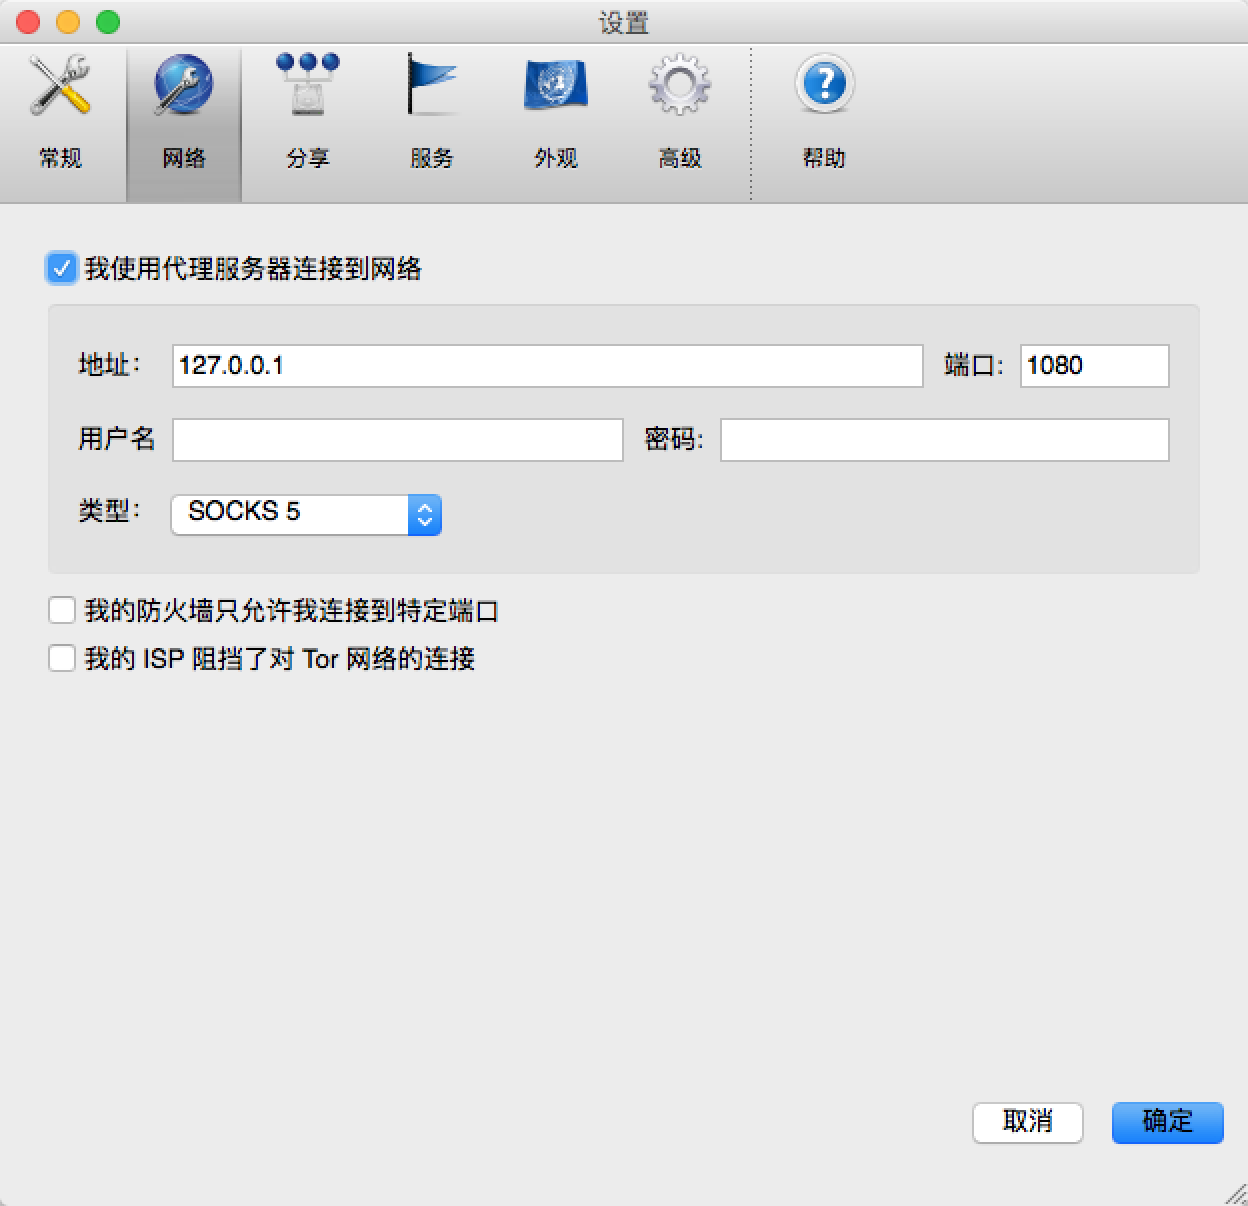 设置
常规 网络 分享 服务 外观 高级 帮助
我使用代理服务器连接到网络
地址： 127.0.0.1 端口: 1080
用户名 密码:
类型： SOCKS 5
我的防火墙只允许我连接到特定端口
我的 ISP 阻挡了对 Tor 网络的连接
取消 确定